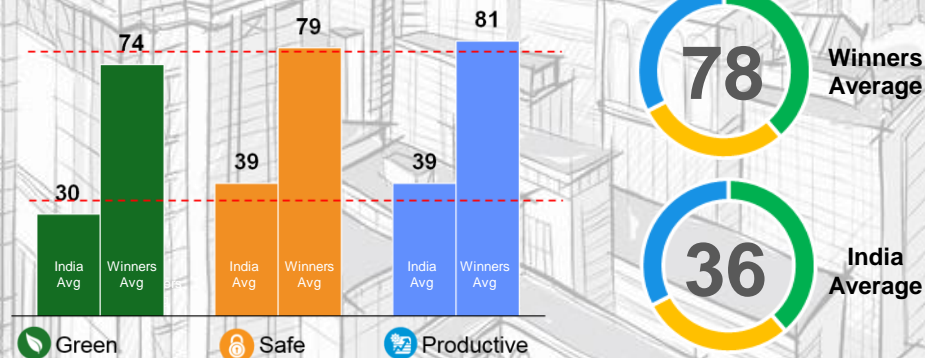 74
79
81
30
39
39
India
Avg
Winners
Avg
India
Avg
Winners
Avg
India
Avg
Winners
Avg
Green
Safe
Productive
78
Winners
Average
36
India
Average